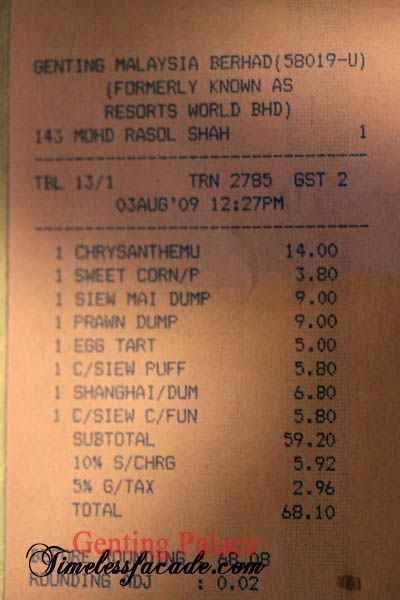 GENTING MALAYSIA BERHAD(58019-U)
(FORMERLY KNOWN AS
RESORTS WORLD BHD)
143 MOHD RASOL SHAH 1
TBL 13/1 TRN 2785 GST 2
03AUG'09 12:27PM
1 CHRYSANTHEMU 14.00
1 SWEET CORN/P 3.80
1 SIEW MAI DUMP 9.00
1 PRAWN DUMP 9.00
1 EGG TART 5.00
1 C/SIEW PUFF 5.80
1 SHANGHAI/DUM 6.80
1 C/SIEW C/FUN 5.80
SUBTOTAL 59.20
10% S/CHRG 5.92
5% G/TAX 2.96
TOTAL 68.10
Genting Palace
BEFORE ROUNDING : 68.08
Timelessfacade.com
ROUNDING ADJ : 0.02